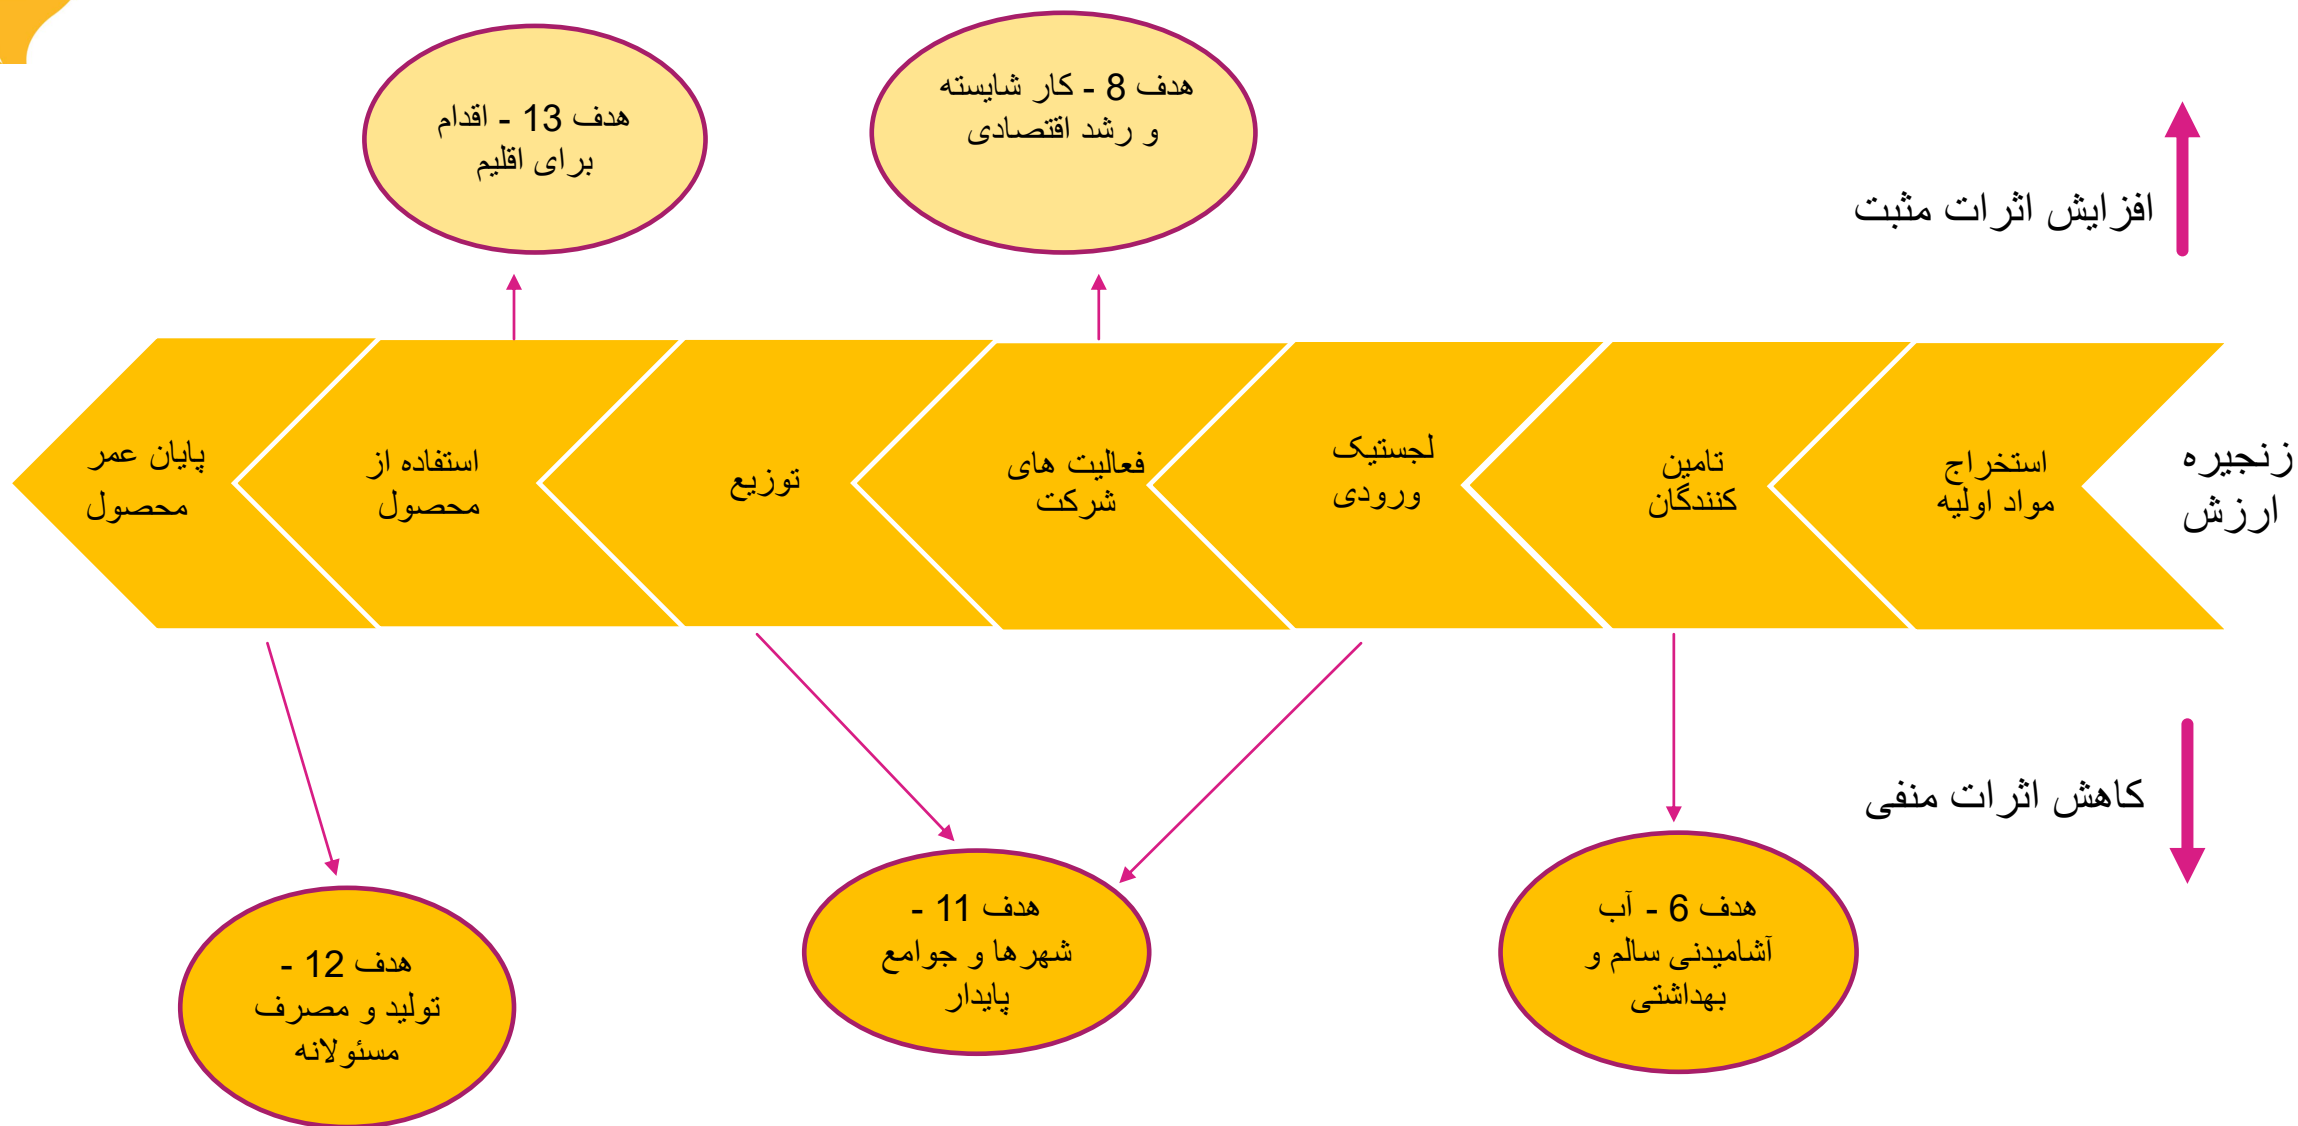 هدف 8 - کار شایسته
و رشد اقتصادی
هدف 13 - اقدام
برای اقلیم
افزایش اثرات مثبت
زنجیره
ارزش
استخراج
مواد اولیه
تامین
کنندگان
لجستیک
ورودی
فعالیت های
شرکت
توزیع
استفاده از
محصول
پایان عمر
محصول
کاهش اثرات منفی
هدف 6 - آب
آشامیدنی سالم و
بهداشتی
هدف 11 -
شهرها و جوامع
پایدار
هدف 12 -
تولید و مصرف
مسئولانه